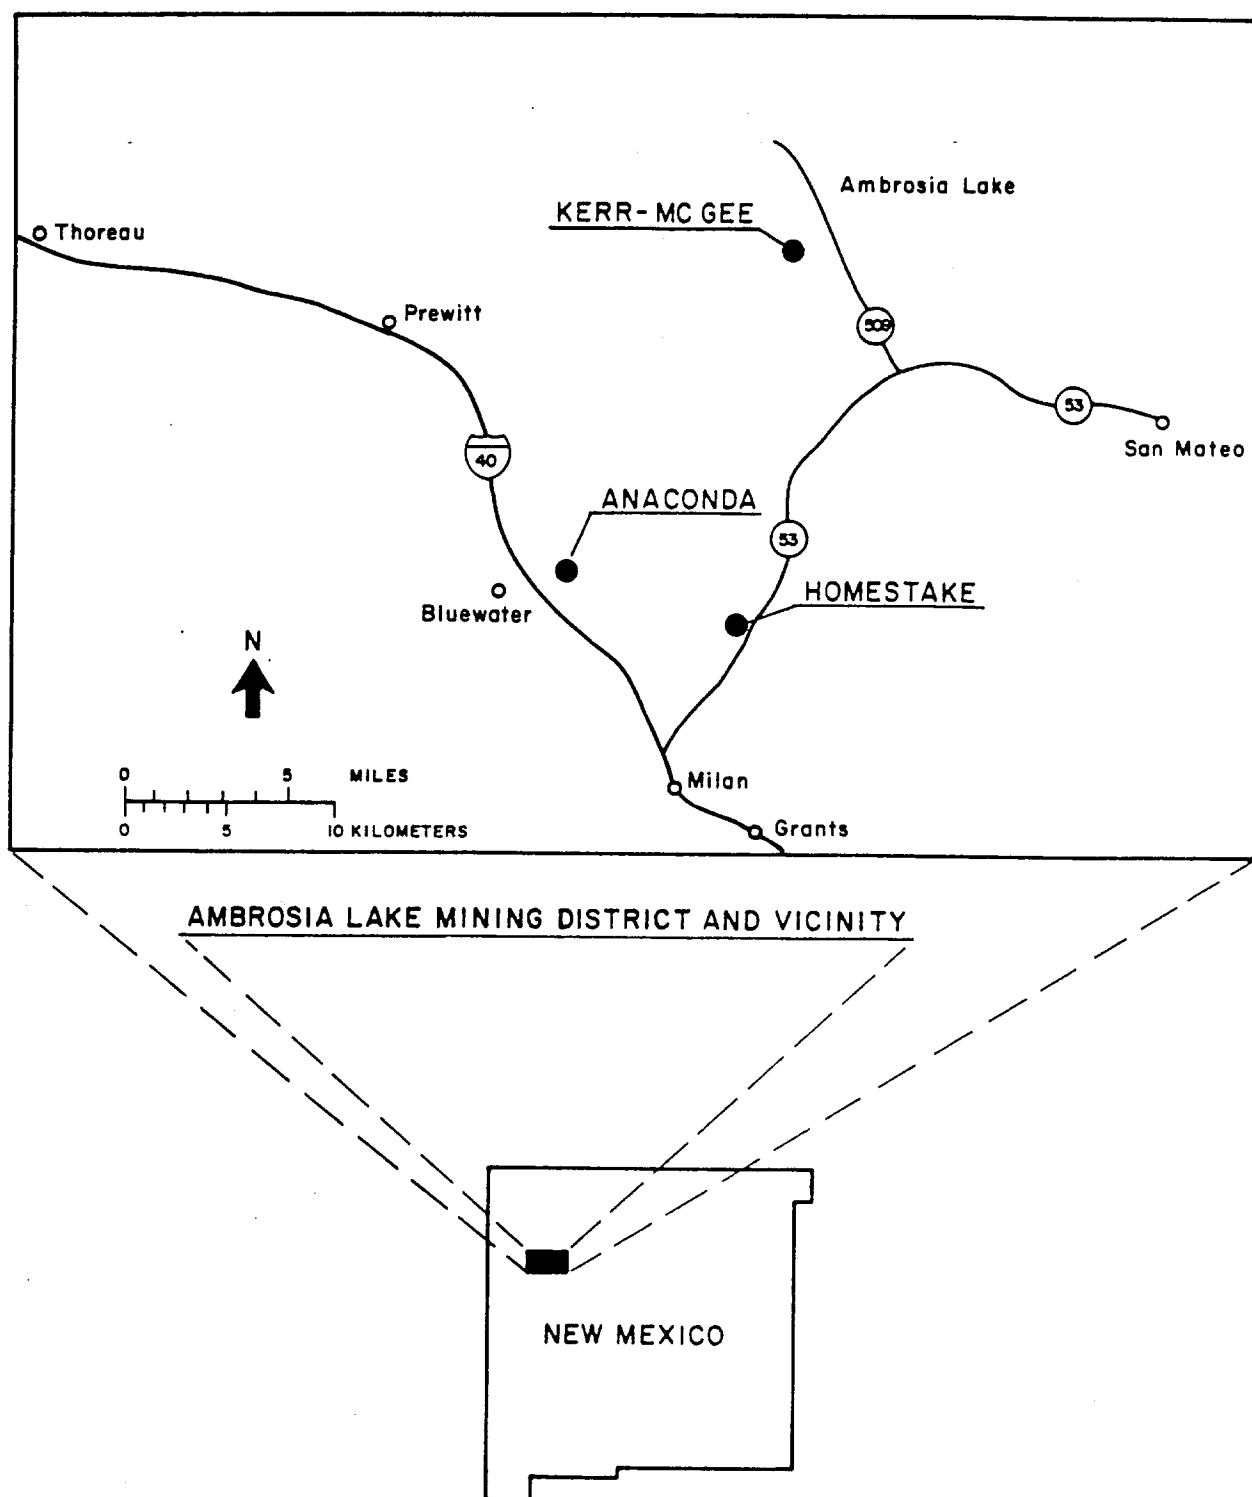 Ambrosia Lake
KERR-MC GEE
Thoreau
Prewitt
509
53
San Mateo
40
ANACONDA
53
HOMESTAKE
Bluewater
N
0 5 MILES
0 5 10 KILOMETERS
Milan
Grants
AMBROSIA LAKE MINING DISTRICT AND VICINITY
NEW MEXICO